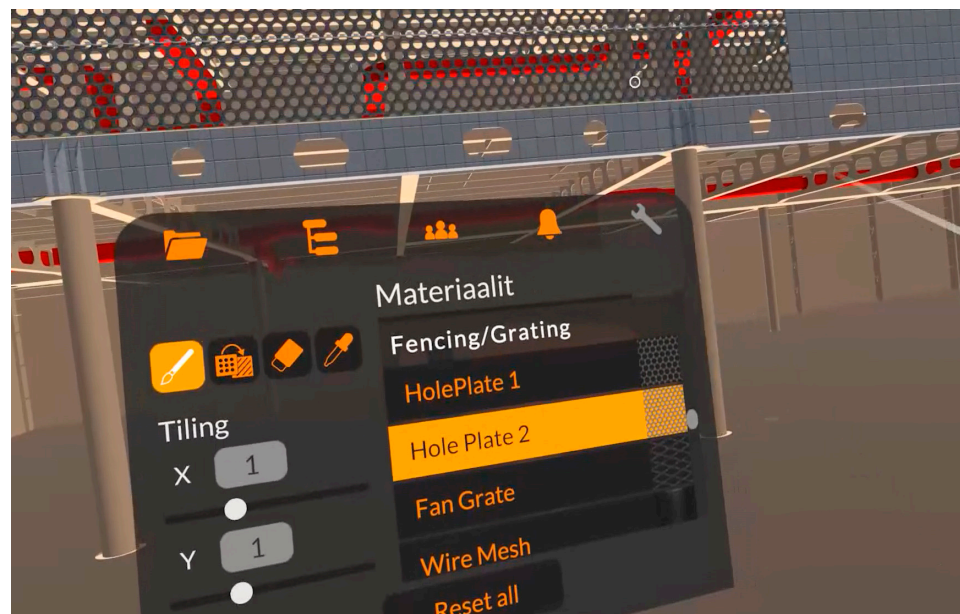 Materiaalit
Fencing/Grating
HolePlate 1
Hole Plate 2
Fan Grate
Wire Mesh
Reset all
Tiling
X 1
Y 1